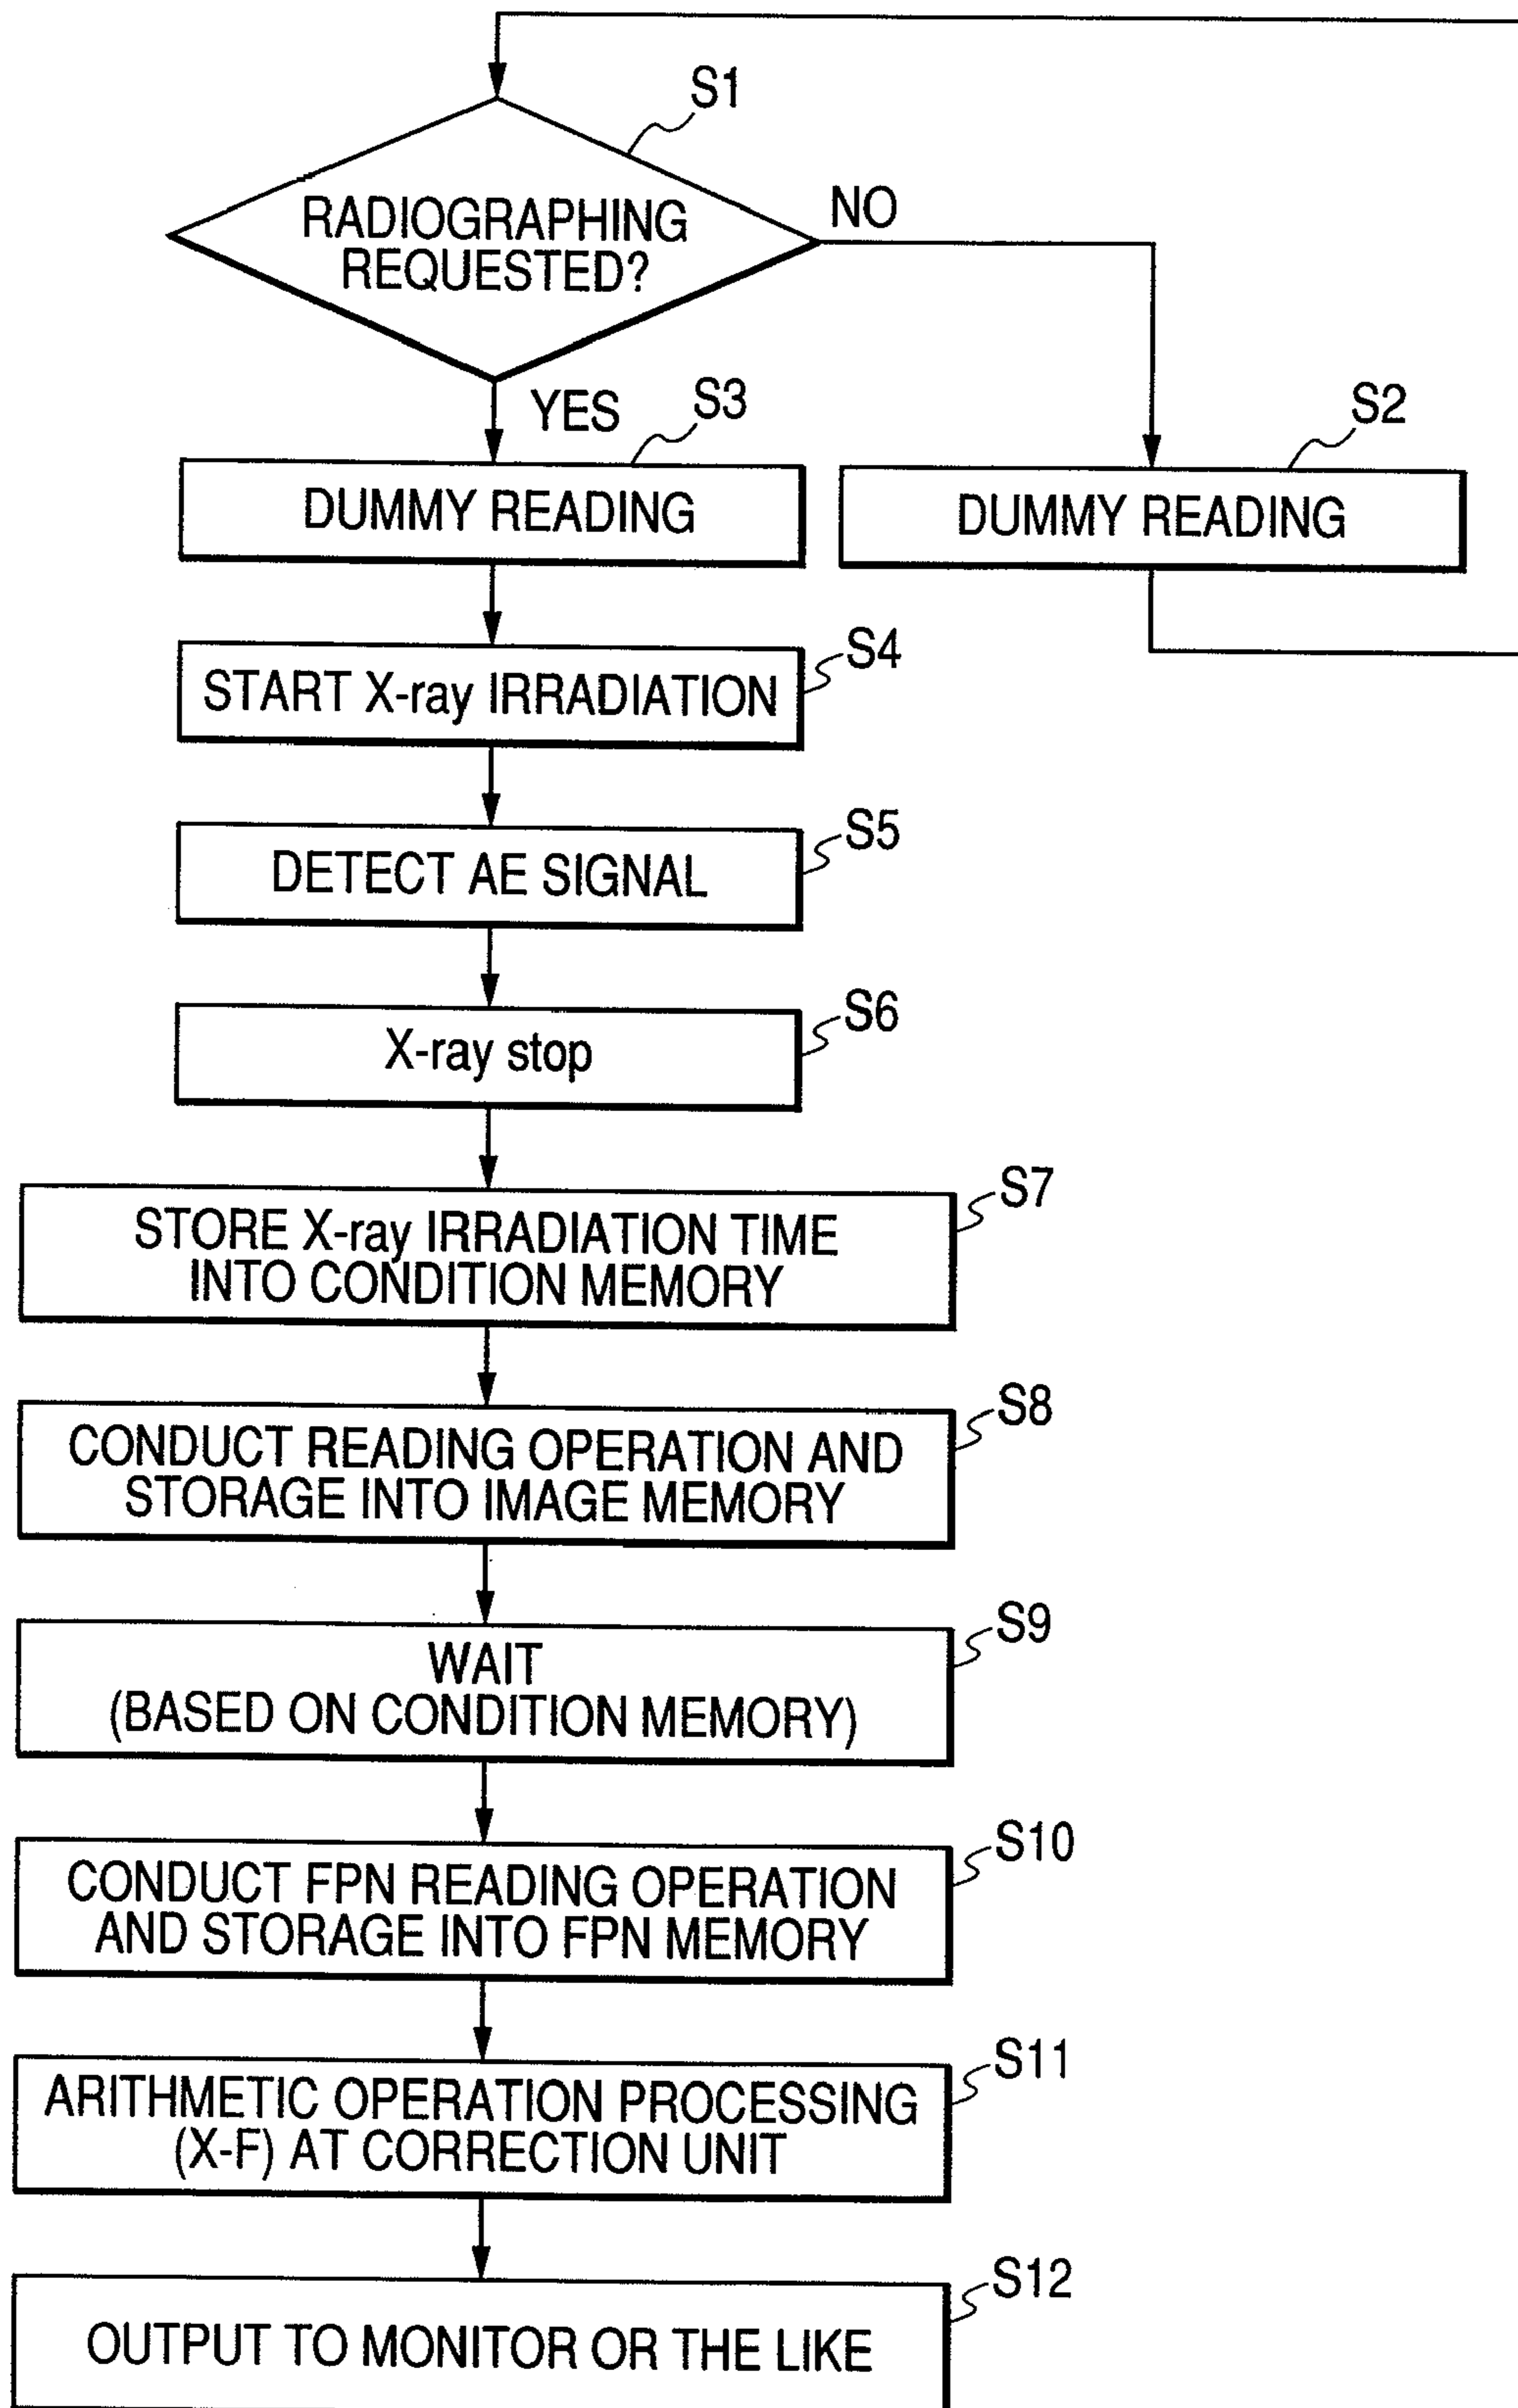 S1
RADIOGRAPHING
REQUESTED?
NO
YES
S3
DUMMY READING
S2
DUMMY READING
S4
START X-ray IRRADIATION
S5
DETECT AE SIGNAL
S6
X-ray stop
S7
STORE X-ray IRRADIATION TIME
INTO CONDITION MEMORY
S8
CONDUCT READING OPERATION AND
STORAGE INTO IMAGE MEMORY
S9
WAIT
(BASED ON CONDITION MEMORY)
S10
CONDUCT FPN READING OPERATION
AND STORAGE INTO FPN MEMORY
S11
ARITHMETIC OPERATION PROCESSING
(X-F) AT CORRECTION UNIT
S12
OUTPUT TO MONITOR OR THE LIKE